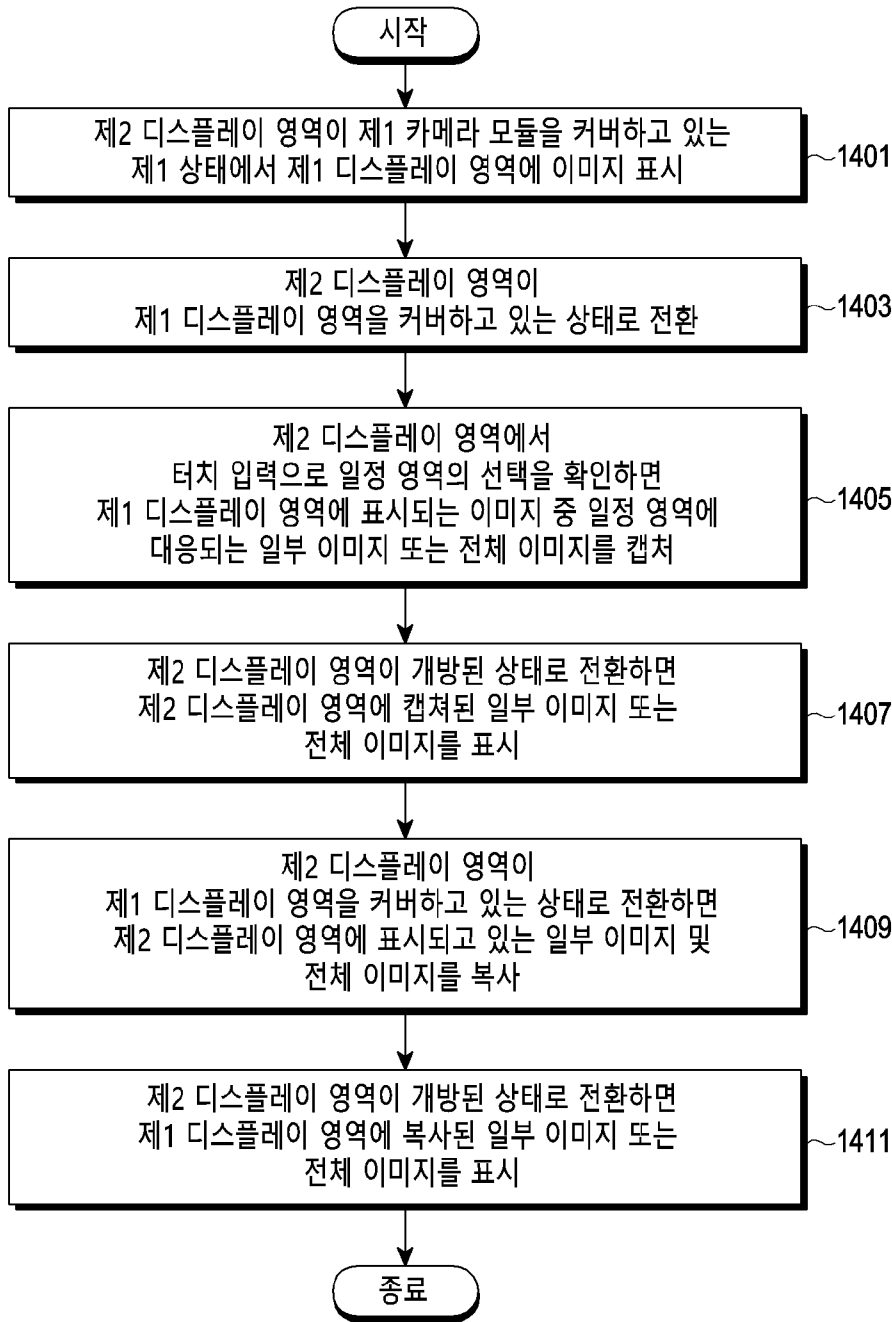 시작
제2 디스플레이 영역이 제1 카메라 모듈을 커버하고 있는
제1 상태에서 제1 디스플레이 영역에 이미지 표시
1401
제2 디스플레이 영역이
제1 디스플레이 영역을 커버하고 있는 상태로 전환
1403
제2 디스플레이 영역에서
터치 입력으로 일정 영역의 선택을 확인하면
제1 디스플레이 영역에 표시되는 이미지 중 일정 영역에
대응되는 일부 이미지 또는 전체 이미지를 캡처
1405
제2 디스플레이 영역이 개방된 상태로 전환하면
제2 디스플레이 영역에 캡쳐된 일부 이미지 또는
전체 이미지를 표시
1407
제2 디스플레이 영역이
제1 디스플레이 영역을 커버하고 있는 상태로 전환하면
제2 디스플레이 영역에 표시되고 있는 일부 이미지 및
전체 이미지를 복사
1409
제2 디스플레이 영역이 개방된 상태로 전환하면
제1 디스플레이 영역에 복사된 일부 이미지 또는
전체 이미지를 표시
1411
종료